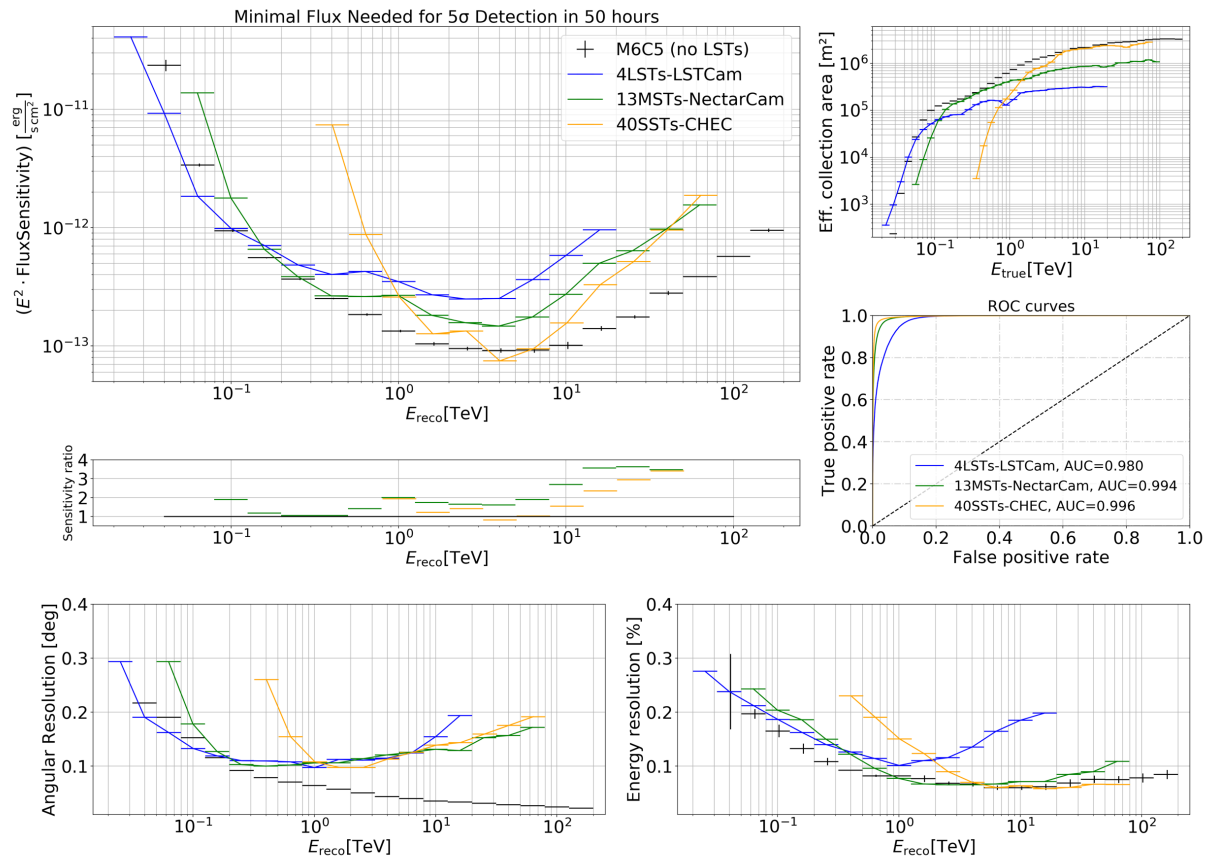 Minimal Flux Needed for 5σ Detection in 50 hours
(E² · FluxSensitivity) [erg / s cm²]
10⁻¹¹
10⁻¹²
10⁻¹³
M6C5 (no LSTs)
4LSTs-LSTCam
13MSTs-NectarCam
40SSTs-CHEC
10⁻¹ 10⁰ 10¹ 10²
E_reco[TeV]
Eff. collection area [m²]
10⁶
10⁵
10⁴
10³
10⁻¹ 10⁰ 10¹ 10²
E_true[TeV]
Sensitivity ratio
4
3
2
1
10⁻¹ 10⁰ 10¹ 10²
E_reco[TeV]
ROC curves
True positive rate
1.0
0.8
0.6
0.4
0.2
0.0
4LSTs-LSTCam, AUC=0.980
13MSTs-NectarCam, AUC=0.994
40SSTs-CHEC, AUC=0.996
0.0 0.2 0.4 0.6 0.8 1.0
False positive rate
Angular Resolution [deg]
0.4
0.3
0.2
0.1
10⁻¹ 10⁰ 10¹ 10²
E_reco[TeV]
Energy resolution [%]
0.4
0.3
0.2
0.1
10⁻¹ 10⁰ 10¹ 10²
E_reco[TeV]